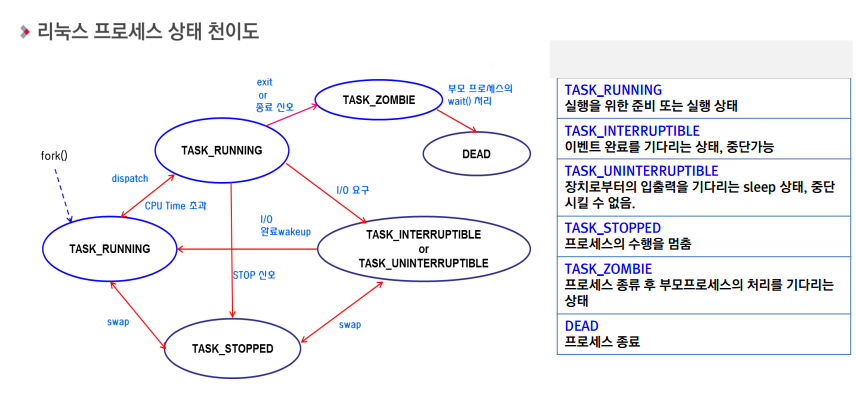 리눅스 프로세스 상태 천이도
exit
or
종료 신오
TASK_ZOMBIE
부모 프로세스의
wait() 처리
TASK_RUNNING
DEAD
fork()
dispatch
CPU Time 초과
I/O 요구
I/O
완료wakeup
TASK_RUNNING
TASK_INTERRUPTIBLE
or
TASK_UNINTERRUPTIBLE
STOP 신오
swap
swap
TASK_STOPPED
TASK_RUNNING
실행을 위한 준비 또는 실행 상태
TASK_INTERRUPTIBLE
이벤트 완료를 기다리는 상태, 중단가능
TASK_UNINTERRUPTIBLE
장치로부터의 입출력을 기다리는 sleep 상태, 중단
시킬 수 없음.
TASK_STOPPED
프로세스의 수행을 멈춤
TASK_ZOMBIE
프로세스 종류 후 부모프로세스의 처리를 기다리는
상태
DEAD
프로세스 종료